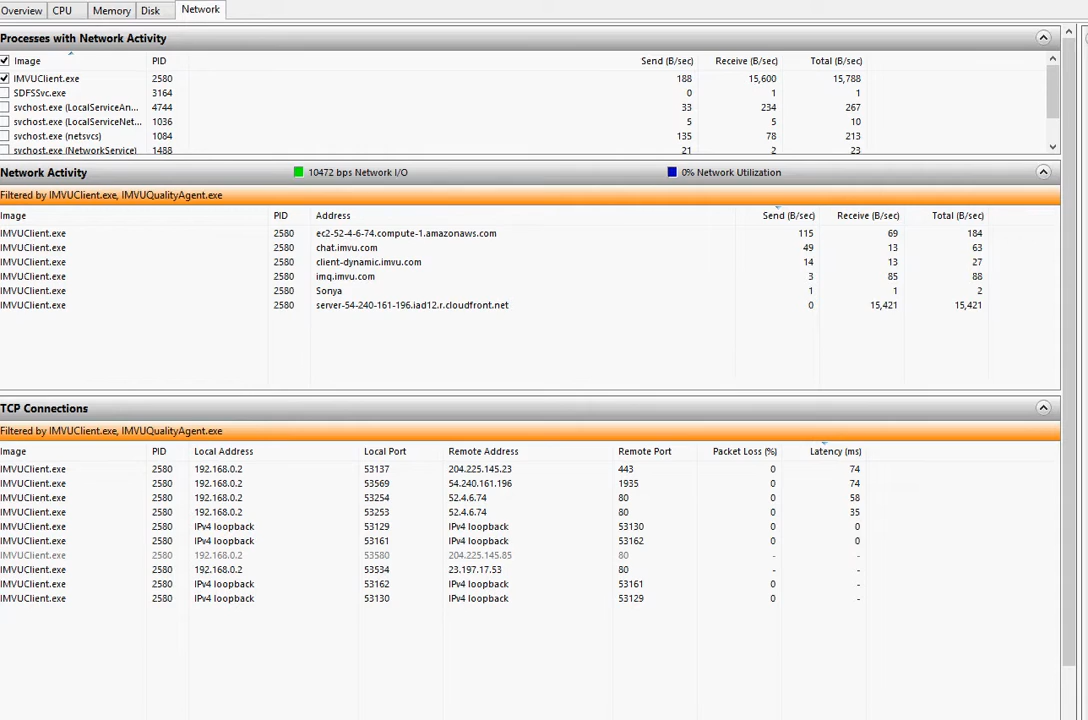 Overview CPU Memory Disk Network
Processes with Network Activity
Image PID Send (B/sec) Receive (B/sec) Total (B/sec)
IMVUClient.exe 2580 188 15,600 15,788
SDFSSvc.exe 3164 0 1 1
svchost.exe (LocalServiceAn... 4744 33 234 267
svchost.exe (LocalServiceNet... 1036 5 5 10
svchost.exe (netsvcs) 1084 135 78 213
svchost.exe (NetworkService) 1488 21 2 23
Network Activity 10472 bps Network I/O 0% Network Utilization
Filtered by IMVUClient.exe, IMVUQualityAgent.exe
Image PID Address Send (B/sec) Receive (B/sec) Total (B/sec)
IMVUClient.exe 2580 ec2-52-4-6-74.compute-1.amazonaws.com 115 69 184
IMVUClient.exe 2580 chat.imvu.com 49 13 63
IMVUClient.exe 2580 client-dynamic.imvu.com 14 13 27
IMVUClient.exe 2580 imq.imvu.com 3 85 88
IMVUClient.exe 2580 Sonya 1 1 2
IMVUClient.exe 2580 server-54-240-161-196.iad12.r.cloudfront.net 0 15,421 15,421
TCP Connections
Filtered by IMVUClient.exe, IMVUQualityAgent.exe
Image PID Local Address Local Port Remote Address Remote Port Packet Loss (%) Latency (ms)
IMVUClient.exe 2580 192.168.0.2 53137 204.225.145.23 443 0 74
IMVUClient.exe 2580 192.168.0.2 53569 54.240.161.196 1935 0 74
IMVUClient.exe 2580 192.168.0.2 53254 52.4.6.74 80 0 58
IMVUClient.exe 2580 192.168.0.2 53253 52.4.6.74 80 0 35
IMVUClient.exe 2580 IPv4 loopback 53129 IPv4 loopback 53130 0 0
IMVUClient.exe 2580 IPv4 loopback 53161 IPv4 loopback 53162 0 0
IMVUClient.exe 2580 192.168.0.2 53580 204.225.145.85 80 - -
IMVUClient.exe 2580 192.168.0.2 53534 23.197.17.53 80 - -
IMVUClient.exe 2580 IPv4 loopback 53162 IPv4 loopback 53161 0 -
IMVUClient.exe 2580 IPv4 loopback 53130 IPv4 loopback 53129 0 -